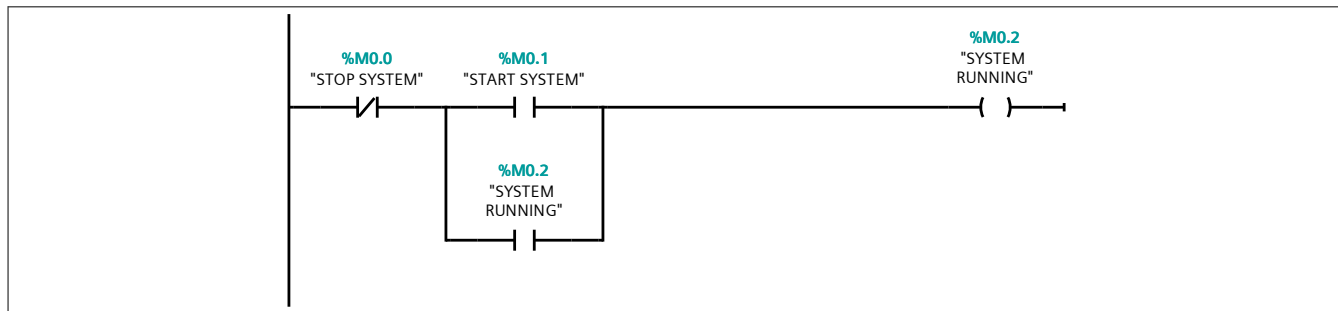 %M0.0
"STOP SYSTEM"
%M0.1
"START SYSTEM"
%M0.2
"SYSTEM
RUNNING"
%M0.2
"SYSTEM
RUNNING"